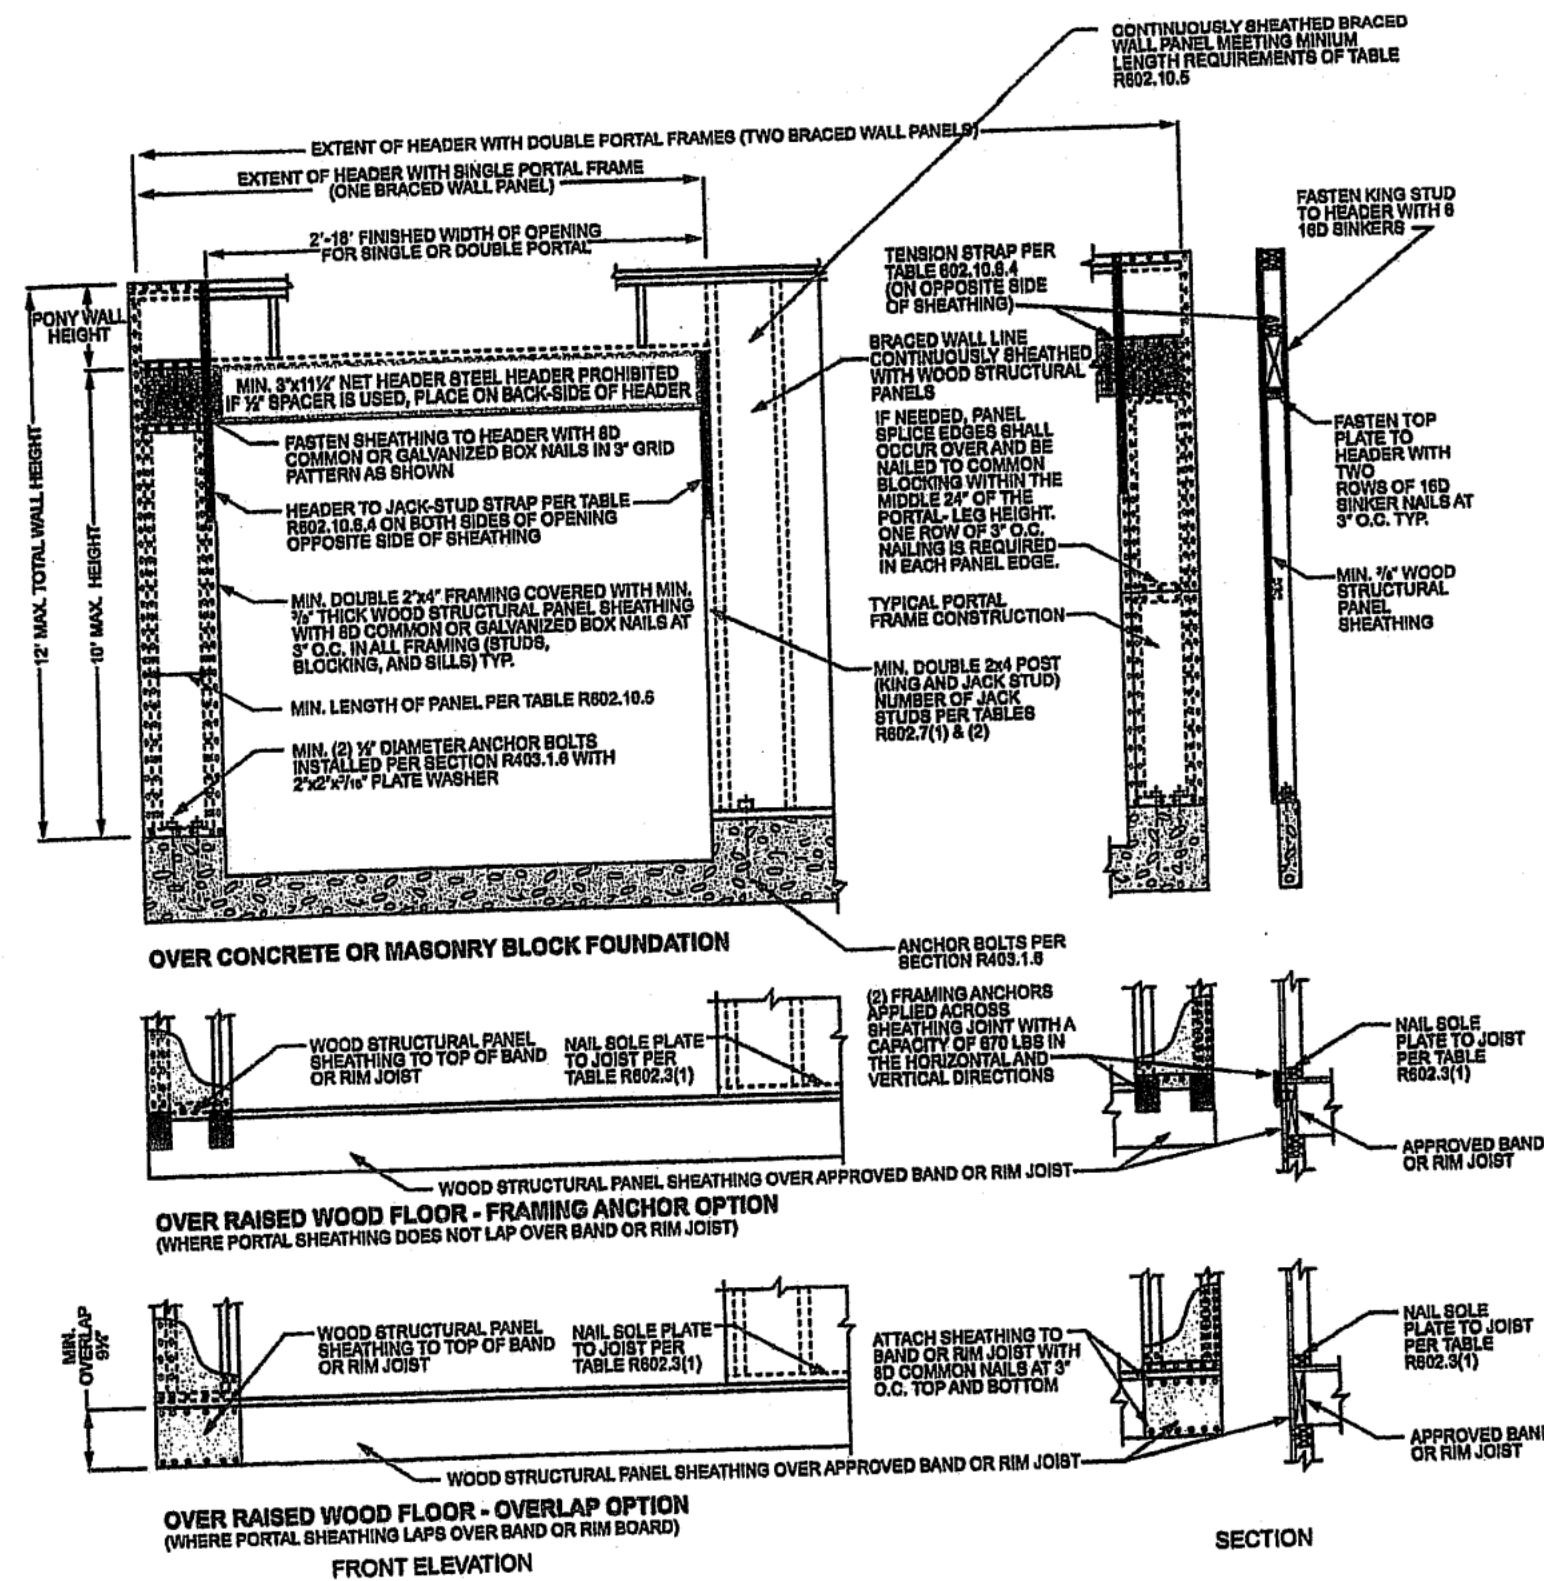 CONTINUOUSLY SHEATHED BRACED
WALL PANEL MEETING MINIUM
LENGTH REQUIREMENTS OF TABLE
R602.10.5
EXTENT OF HEADER WITH DOUBLE PORTAL FRAMES (TWO BRACED WALL PANELS)
EXTENT OF HEADER WITH SINGLE PORTAL FRAME
(ONE BRACED WALL PANEL)
2'-18' FINISHED WIDTH OF OPENING
FOR SINGLE OR DOUBLE PORTAL
FASTEN KING STUD
TO HEADER WITH 6
16D SINKERS
TENSION STRAP PER
TABLE 602.10.6.4
(ON OPPOSITE SIDE
OF SHEATHING)
PONY WALL
HEIGHT
BRACED WALL LINE
CONTINUOUSLY SHEATHED
WITH WOOD STRUCTURAL
PANELS
MIN. 3"x11½" NET HEADER STEEL HEADER PROHIBITED
IF ½" SPACER IS USED, PLACE ON BACK-SIDE OF HEADER
FASTEN SHEATHING TO HEADER WITH 8D
COMMON OR GALVANIZED BOX NAILS IN 3" GRID
PATTERN AS SHOWN
IF NEEDED, PANEL
SPLICE EDGES SHALL
OCCUR OVER AND BE
NAILED TO COMMON
BLOCKING WITHIN THE
MIDDLE 24" OF THE
PORTAL-LEG HEIGHT.
ONE ROW OF 3" O.C.
NAILING IS REQUIRED
IN EACH PANEL EDGE.
FASTEN TOP
PLATE TO
HEADER WITH
TWO
ROWS OF 16D
SINKER NAILS AT
3" O.C. TYP.
12' MAX. TOTAL WALL HEIGHT
10' MAX. HEIGHT
HEADER TO JACK-STUD STRAP PER TABLE
R602.10.6.4 ON BOTH SIDES OF OPENING
OPPOSITE SIDE OF SHEATHING
MIN. DOUBLE 2"x4" FRAMING COVERED WITH MIN.
⅜" THICK WOOD STRUCTURAL PANEL SHEATHING
WITH 8D COMMON OR GALVANIZED BOX NAILS AT
3" O.C. IN ALL FRAMING (STUDS,
BLOCKING, AND SILLS) TYP.
TYPICAL PORTAL
FRAME CONSTRUCTION
MIN. ⅜" WOOD
STRUCTURAL
PANEL
SHEATHING
MIN. LENGTH OF PANEL PER TABLE R602.10.5
MIN. DOUBLE 2x4 POST
(KING AND JACK STUD)
NUMBER OF JACK
STUDS PER TABLES
R602.7(1) & (2)
MIN. (2) ½" DIAMETER ANCHOR BOLTS
INSTALLED PER SECTION R403.1.6 WITH
2"x2"x3/16" PLATE WASHER
OVER CONCRETE OR MASONRY BLOCK FOUNDATION
ANCHOR BOLTS PER
SECTION R403.1.6
WOOD STRUCTURAL PANEL
SHEATHING TO TOP OF BAND
OR RIM JOIST
NAIL SOLE PLATE
TO JOIST PER
TABLE R602.3(1)
(2) FRAMING ANCHORS
APPLIED ACROSS
SHEATHING JOINT WITH A
CAPACITY OF 670 LBS IN
THE HORIZONTAL AND
VERTICAL DIRECTIONS
NAIL SOLE
PLATE TO JOIST
PER TABLE
R602.3(1)
APPROVED BAND
OR RIM JOIST
WOOD STRUCTURAL PANEL SHEATHING OVER APPROVED BAND OR RIM JOIST
OVER RAISED WOOD FLOOR - FRAMING ANCHOR OPTION
(WHERE PORTAL SHEATHING DOES NOT LAP OVER BAND OR RIM JOIST)
MIN.
OVERLAP
9½"
WOOD STRUCTURAL PANEL
SHEATHING TO TOP OF BAND
OR RIM JOIST
NAIL SOLE PLATE
TO JOIST PER
TABLE R602.3(1)
ATTACH SHEATHING TO
BAND OR RIM JOIST WITH
8D COMMON NAILS AT 3"
O.C. TOP AND BOTTOM
NAIL SOLE
PLATE TO JOIST
PER TABLE
R602.3(1)
APPROVED BAND
OR RIM JOIST
WOOD STRUCTURAL PANEL SHEATHING OVER APPROVED BAND OR RIM JOIST
OVER RAISED WOOD FLOOR - OVERLAP OPTION
(WHERE PORTAL SHEATHING LAPS OVER BAND OR RIM BOARD)
FRONT ELEVATION
SECTION